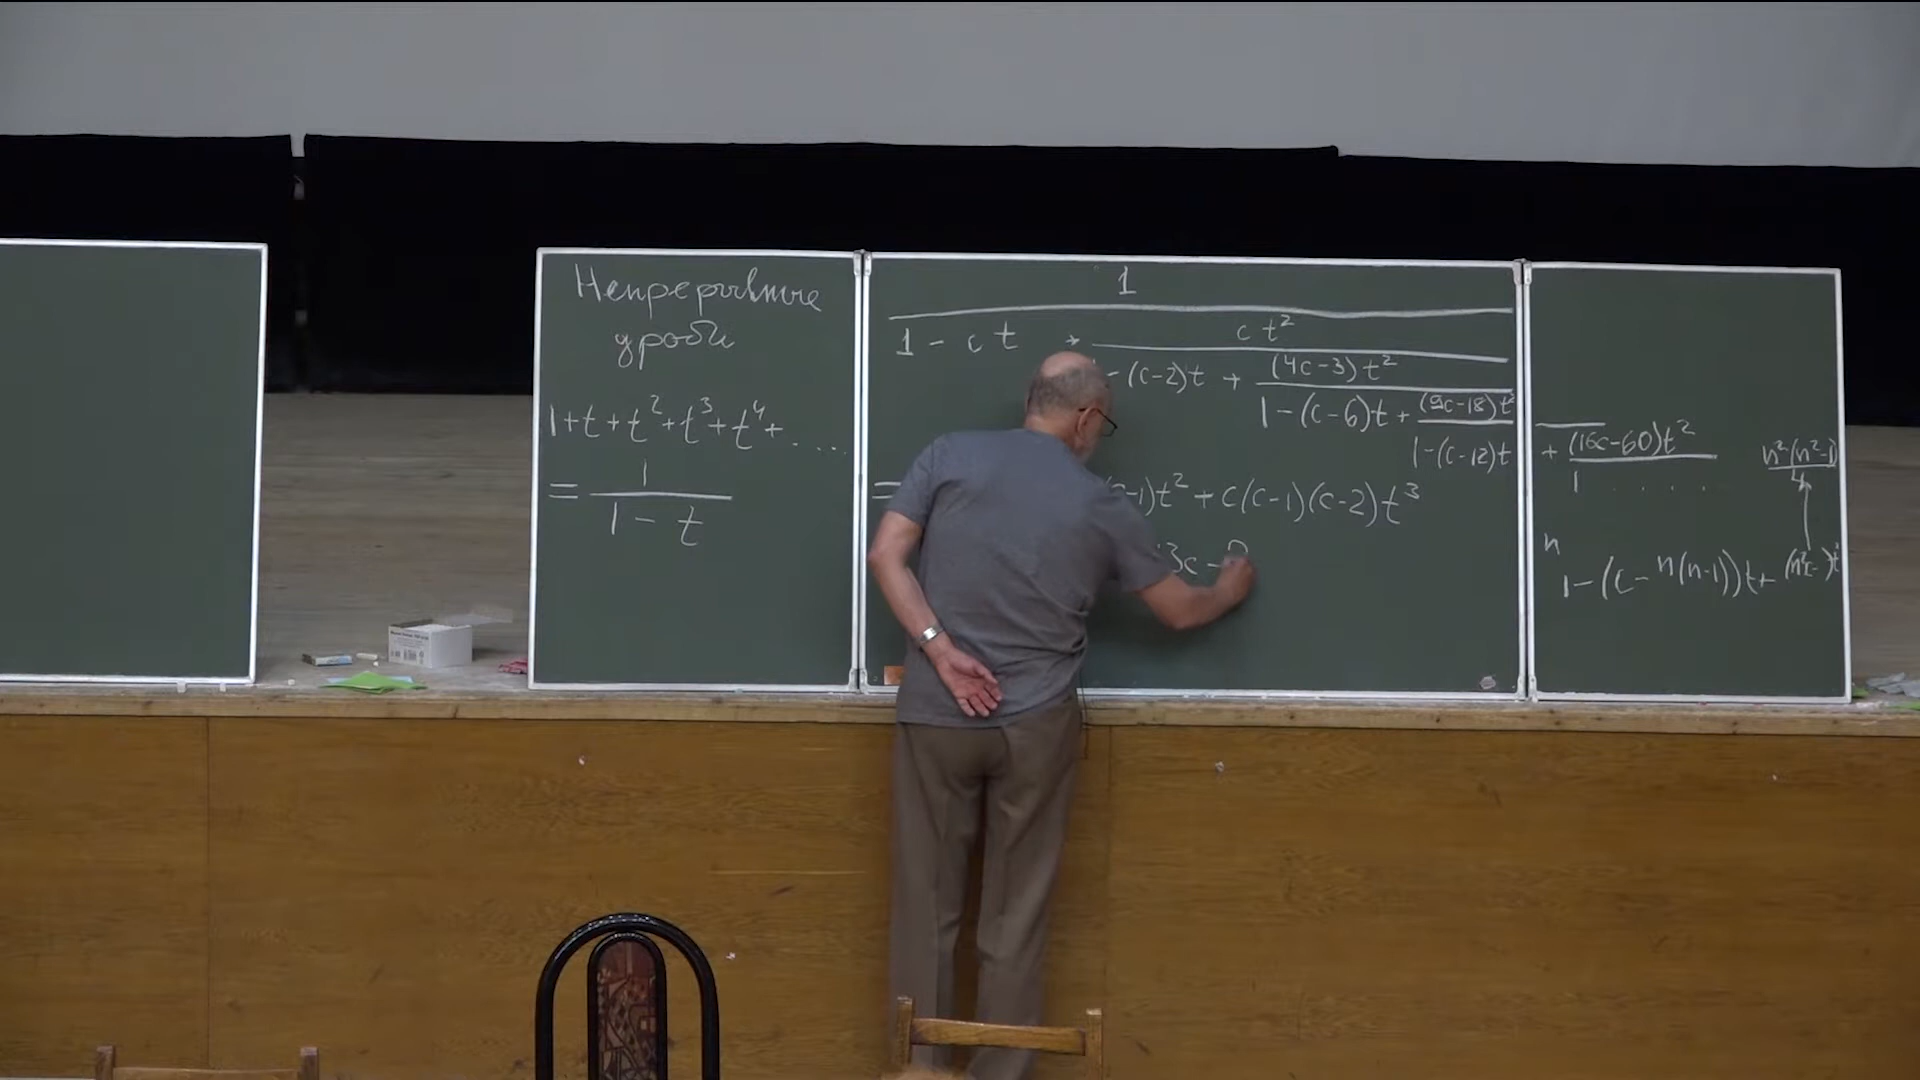 Непрерывные
дроби
1+t+t²+t³+t⁴+....
= 1/(1-t)
1
1-ct + ct²
-(c-2)t + (4c-3)t²
1-(c-6)t + (9c-18)t²
1-(c-12)t + (16c-60)t²
1 ....
= -1)t²+c(c-1)(c-2)t³
3c-
n²(n²-1)/4
n
1-(c-n(n-1))t+(n²c- )t²